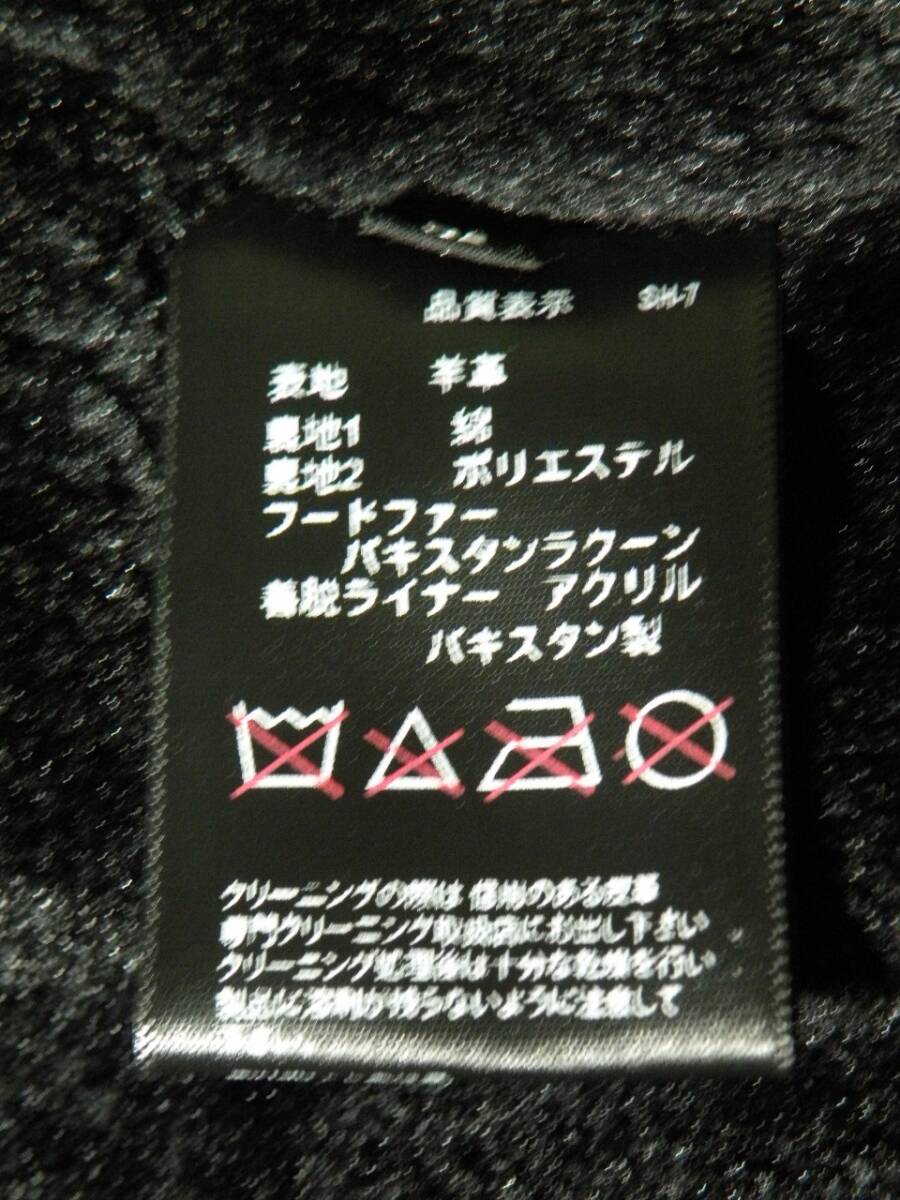 品質表示 SH-7
表地 羊革
裏地1 綿
裏地2 ポリエステル
フードファー
パキスタンラクーン
着脱ライナー アクリル
パキスタン製
クリーニングの際は 信用のある皮革
専門クリーニング取扱店にお出し下さい
クリーニング処理後は十分な乾燥を行い
製品に溶剤が残らないように注意して